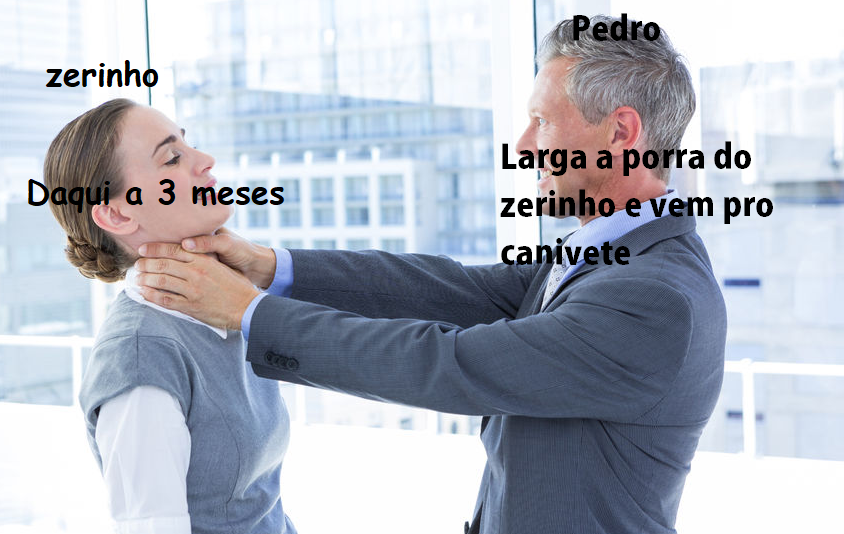 Pedro
zerinho
Larga a porra do
zerinho e vem pro
canivete
Daqui a 3 meses